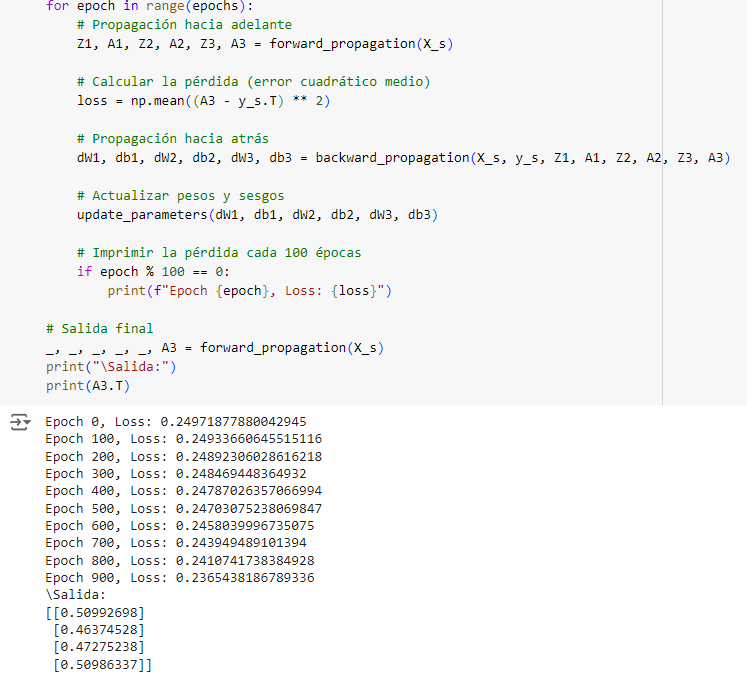 for epoch in range(epochs):
# Propagación hacia adelante
Z1, A1, Z2, A2, Z3, A3 = forward_propagation(X_s)
# Calcular la pérdida (error cuadrático medio)
loss = np.mean((A3 - y_s.T) ** 2)
# Propagación hacia atrás
dW1, db1, dW2, db2, dW3, db3 = backward_propagation(X_s, y_s, Z1, A1, Z2, A2, Z3, A3)
# Actualizar pesos y sesgos
update_parameters(dW1, db1, dW2, db2, dW3, db3)
# Imprimir la pérdida cada 100 épocas
if epoch % 100 == 0:
print(f"Epoch {epoch}, Loss: {loss}")
# Salida final
_, _, _, _, _, A3 = forward_propagation(X_s)
print("\Salida:")
print(A3.T)
Epoch 0, Loss: 0.24971877880042945
Epoch 100, Loss: 0.24933660645515116
Epoch 200, Loss: 0.24892306028616218
Epoch 300, Loss: 0.248469448364932
Epoch 400, Loss: 0.24787026357066994
Epoch 500, Loss: 0.24703075238069847
Epoch 600, Loss: 0.2458039996735075
Epoch 700, Loss: 0.243949489101394
Epoch 800, Loss: 0.2410741738384928
Epoch 900, Loss: 0.2365438186789336
\Salida:
[[0.50992698]
[0.46374528]
[0.47275238]
[0.50986337]]